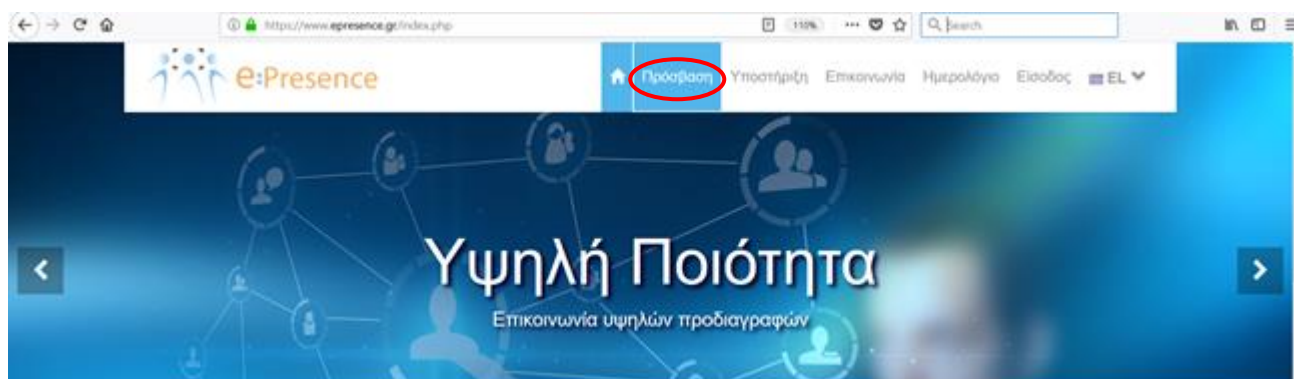 https://www.epresence.gr/index.php 110% Search
e:Presence Πρόσβαση Υποστήριξη Επικοινωνία Ημερολόγιο Είσοδος EL
Υψηλή Ποιότητα
Επικοινωνία υψηλών προδιαγραφών